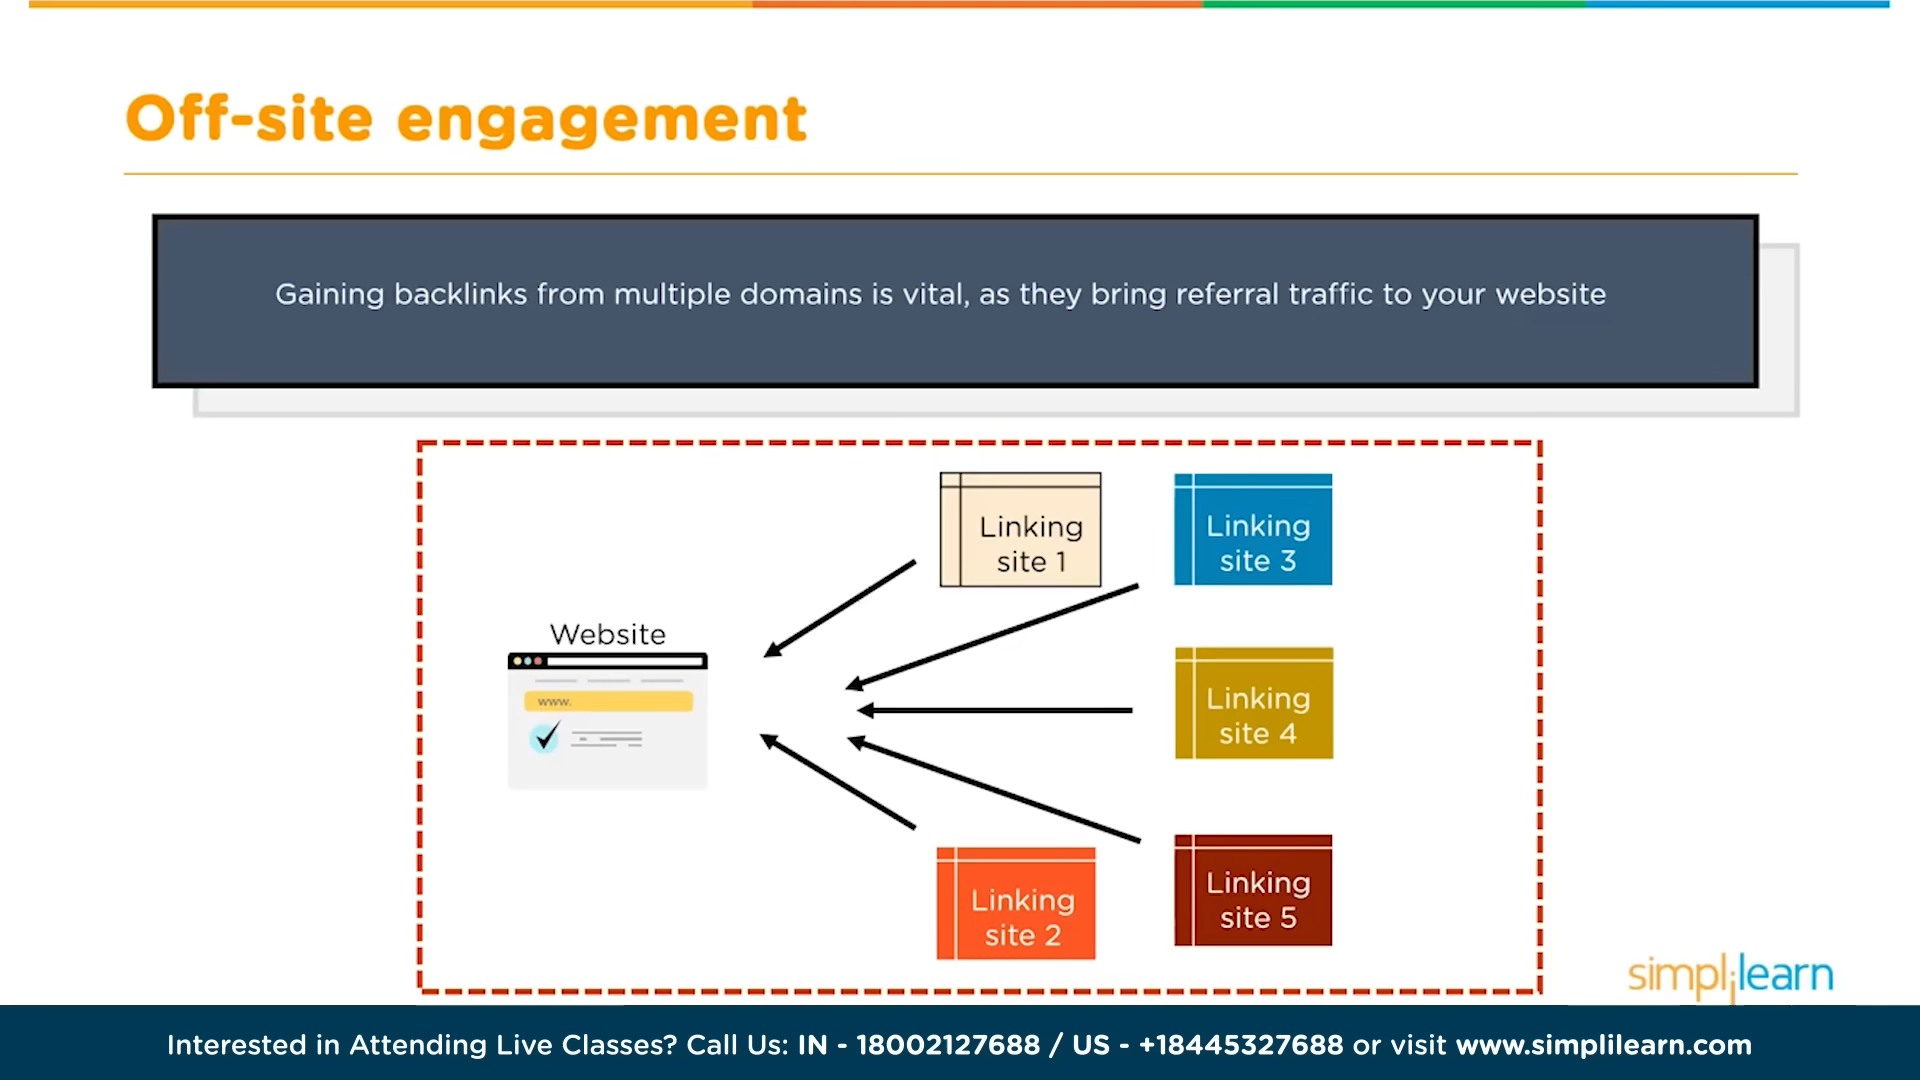 Off-site engagement
Gaining backlinks from multiple domains is vital, as they bring referral traffic to your website
Linking
site 1
Linking
site 3
Website
www.
Linking
site 4
Linking
site 2
Linking
site 5
simplilearn
Interested in Attending Live Classes? Call Us: IN - 18002127688 / US - +18445327688 or visit www.simplilearn.com